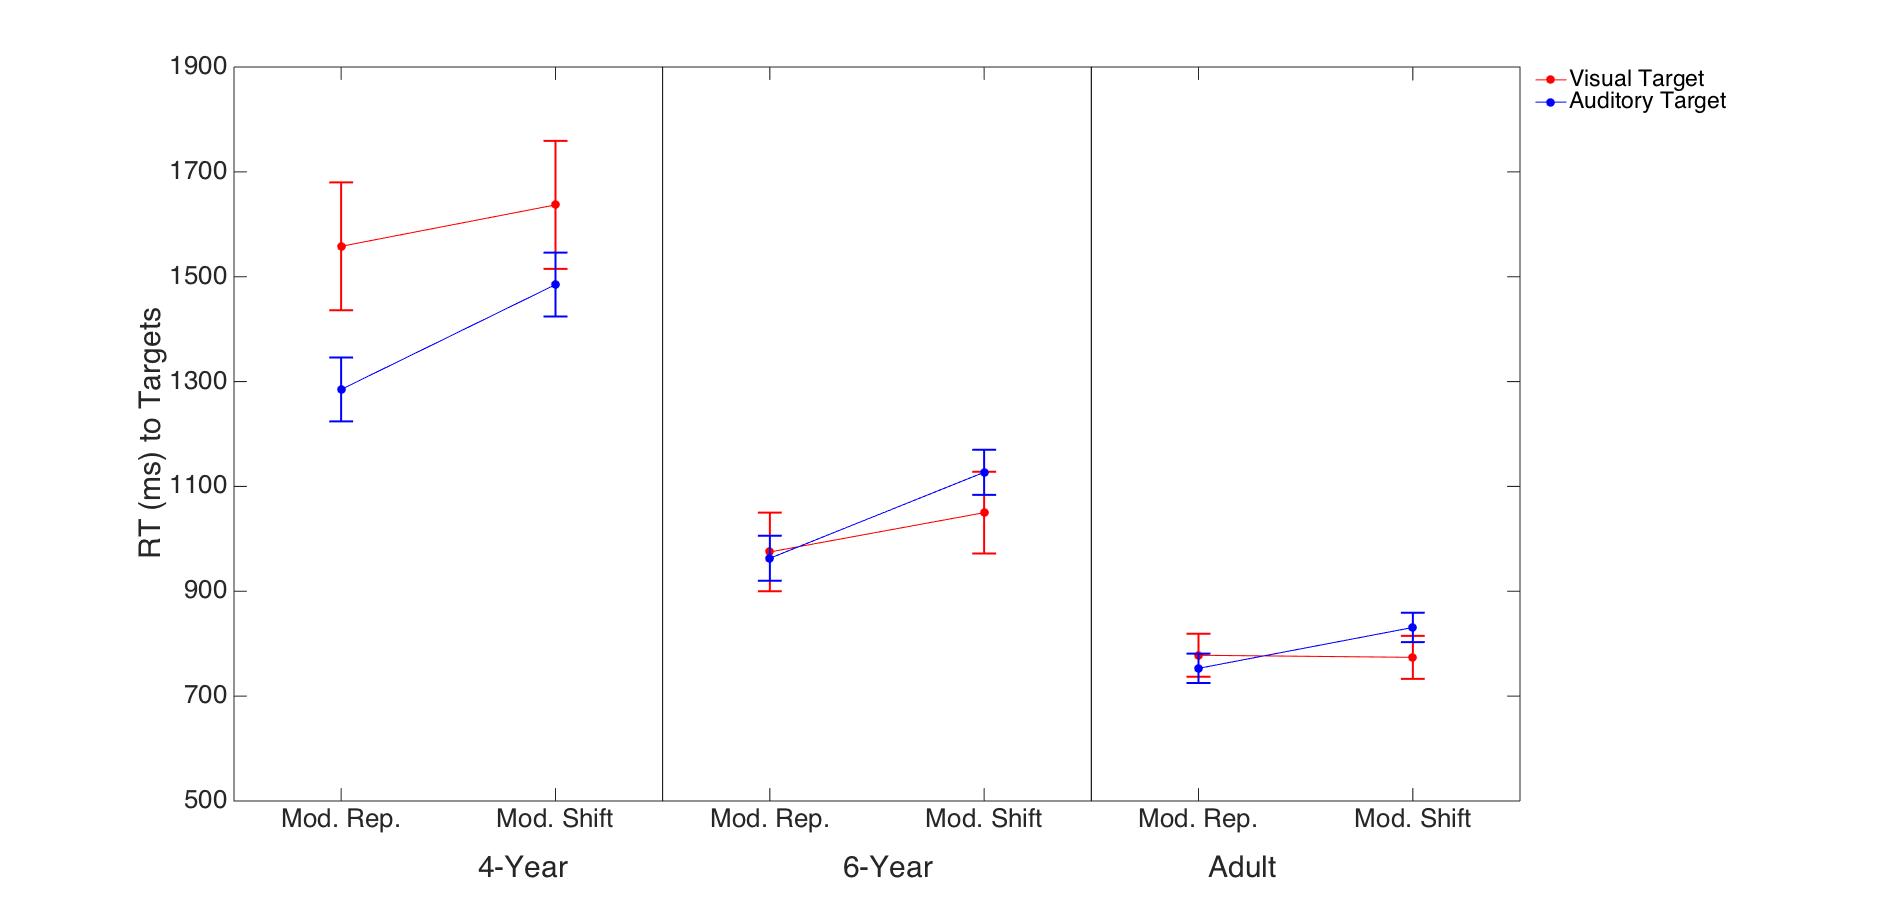 1900
1700
1500
1300
1100
900
700
500
RT (ms) to Targets
Visual Target
Auditory Target
Mod. Rep. Mod. Shift Mod. Rep. Mod. Shift Mod. Rep. Mod. Shift
4-Year 6-Year Adult